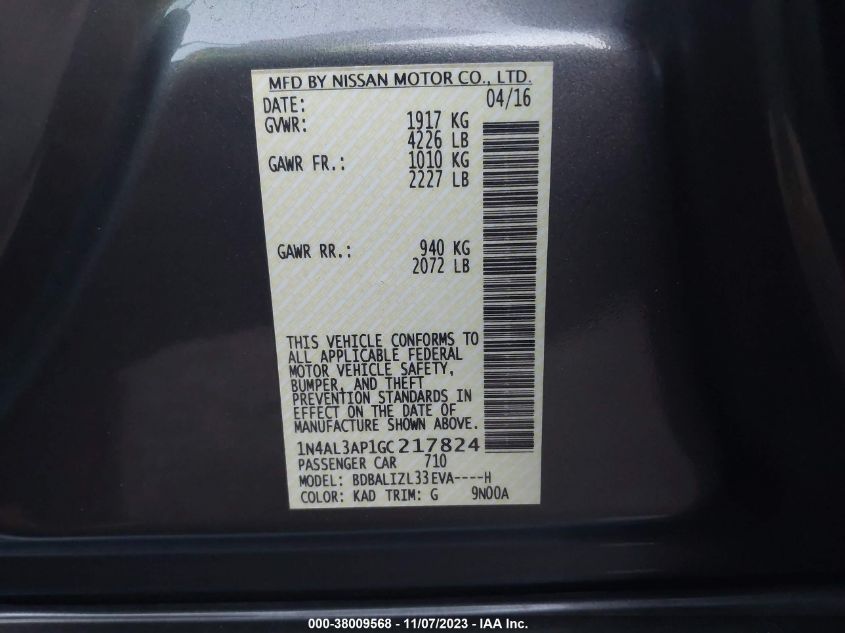 MFD BY NISSAN MOTOR CO., LTD.
DATE: 04/16
GVWR: 1917 KG
4226 LB
GAWR FR.: 1010 KG
2227 LB
GAWR RR.: 940 KG
2072 LB
THIS VEHICLE CONFORMS TO
ALL APPLICABLE FEDERAL
MOTOR VEHICLE SAFETY,
BUMPER, AND THEFT
PREVENTION STANDARDS IN
EFFECT ON THE DATE OF
MANUFACTURE SHOWN ABOVE.
1N4AL3AP1GC217824
PASSENGER CAR 710
MODEL: BDBALIZL33EVA----H
COLOR: KAD TRIM: G 9N00A
000-38009568 - 11/07/2023 - IAA Inc.